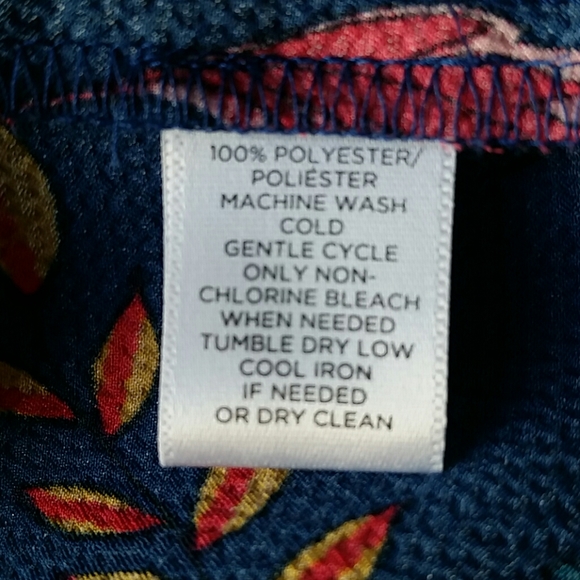 100% POLYESTER/
POLIÉSTER
MACHINE WASH
COLD
GENTLE CYCLE
ONLY NON-
CHLORINE BLEACH
WHEN NEEDED
TUMBLE DRY LOW
COOL IRON
IF NEEDED
OR DRY CLEAN